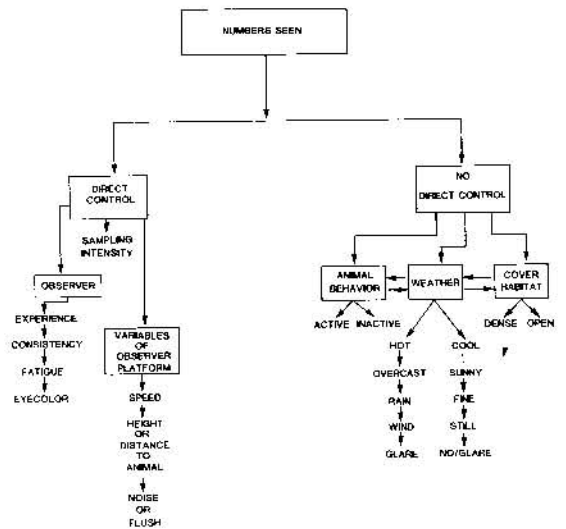 NUMBERS SEEN
DIRECT
CONTROL
NO
DIRECT CONTROL
SAMPLING
INTENSITY
OBSERVER
EXPERIENCE
CONSISTENCY
FATIGUE
EYECOLOR
VARIABLES
OF
OBSERVER
PLATFORM
SPEED
HEIGHT
OR
DISTANCE
TO
ANIMAL
NOISE
OR
FLUSH
ANIMAL
BEHAVIOR
WEATHER
COVER
HABITAT
ACTIVE INACTIVE
HOT
OVERCAST
RAIN
WIND
GLARE
COOL
SUNNY
FINE
STILL
NO/GLARE
DENSE OPEN